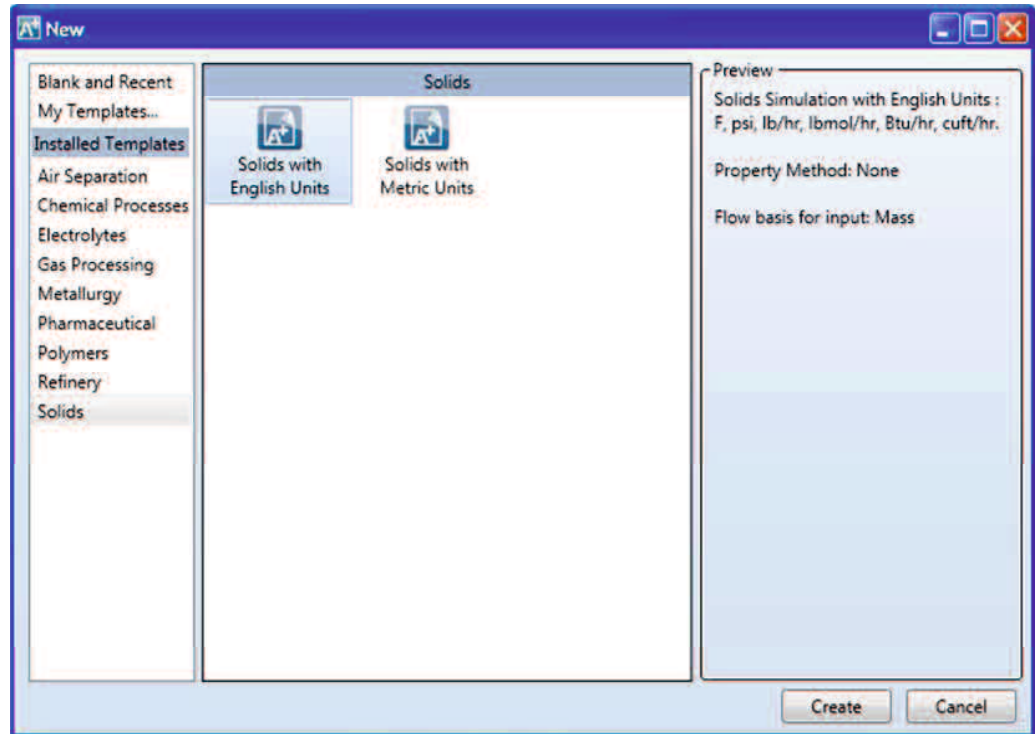 New
Blank and Recent
My Templates...
Installed Templates
Air Separation
Chemical Processes
Electrolytes
Gas Processing
Metallurgy
Pharmaceutical
Polymers
Refinery
Solids
Solids
Solids with
English Units
Solids with
Metric Units
Preview
Solids Simulation with English Units :
F, psi, lb/hr, lbmol/hr, Btu/hr, cuft/hr.
Property Method: None
Flow basis for input: Mass
Create
Cancel